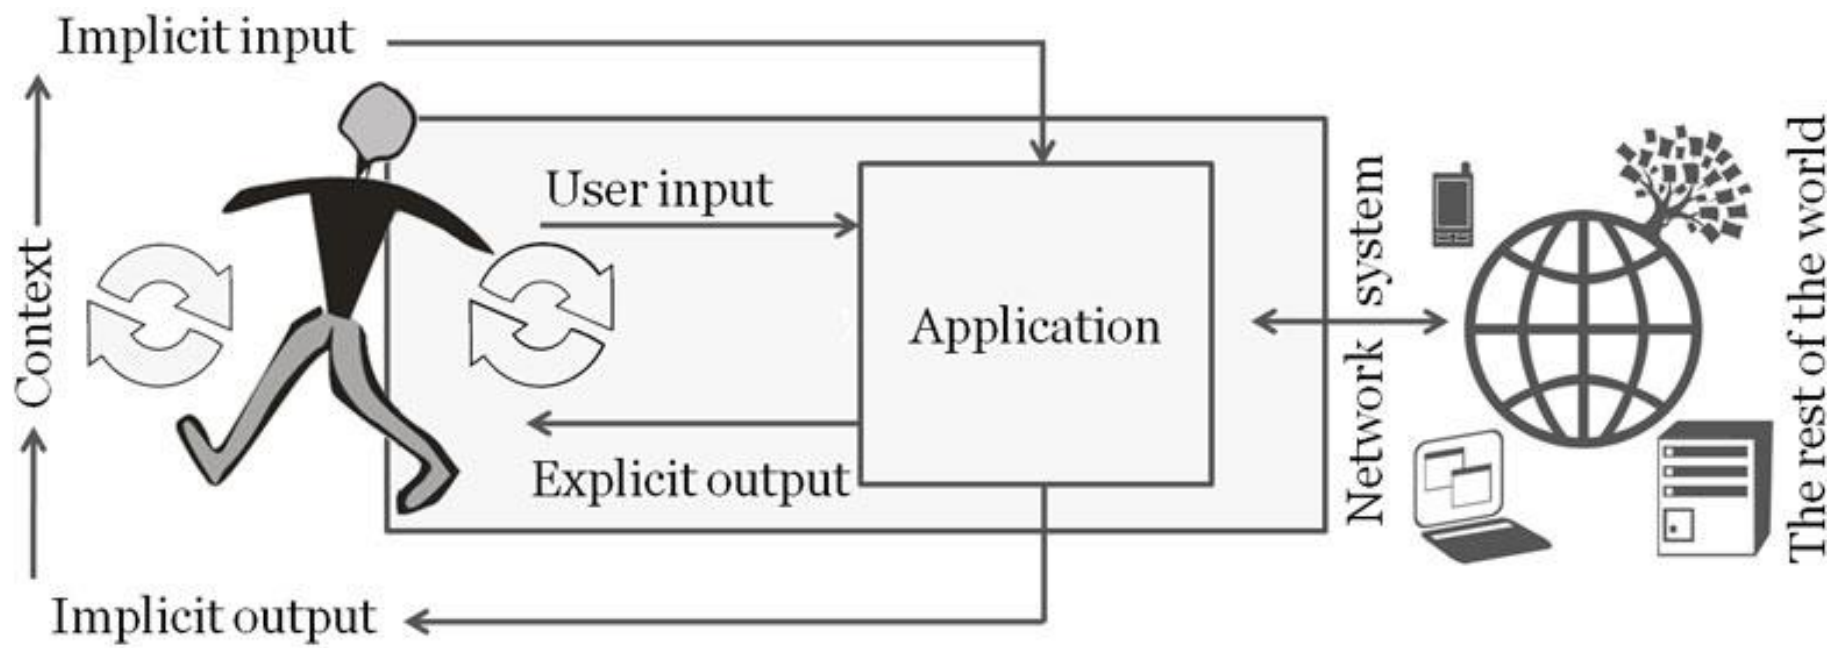 Implicit input
User input
Context
Application
Explicit output
Implicit output
Network system
The rest of the world